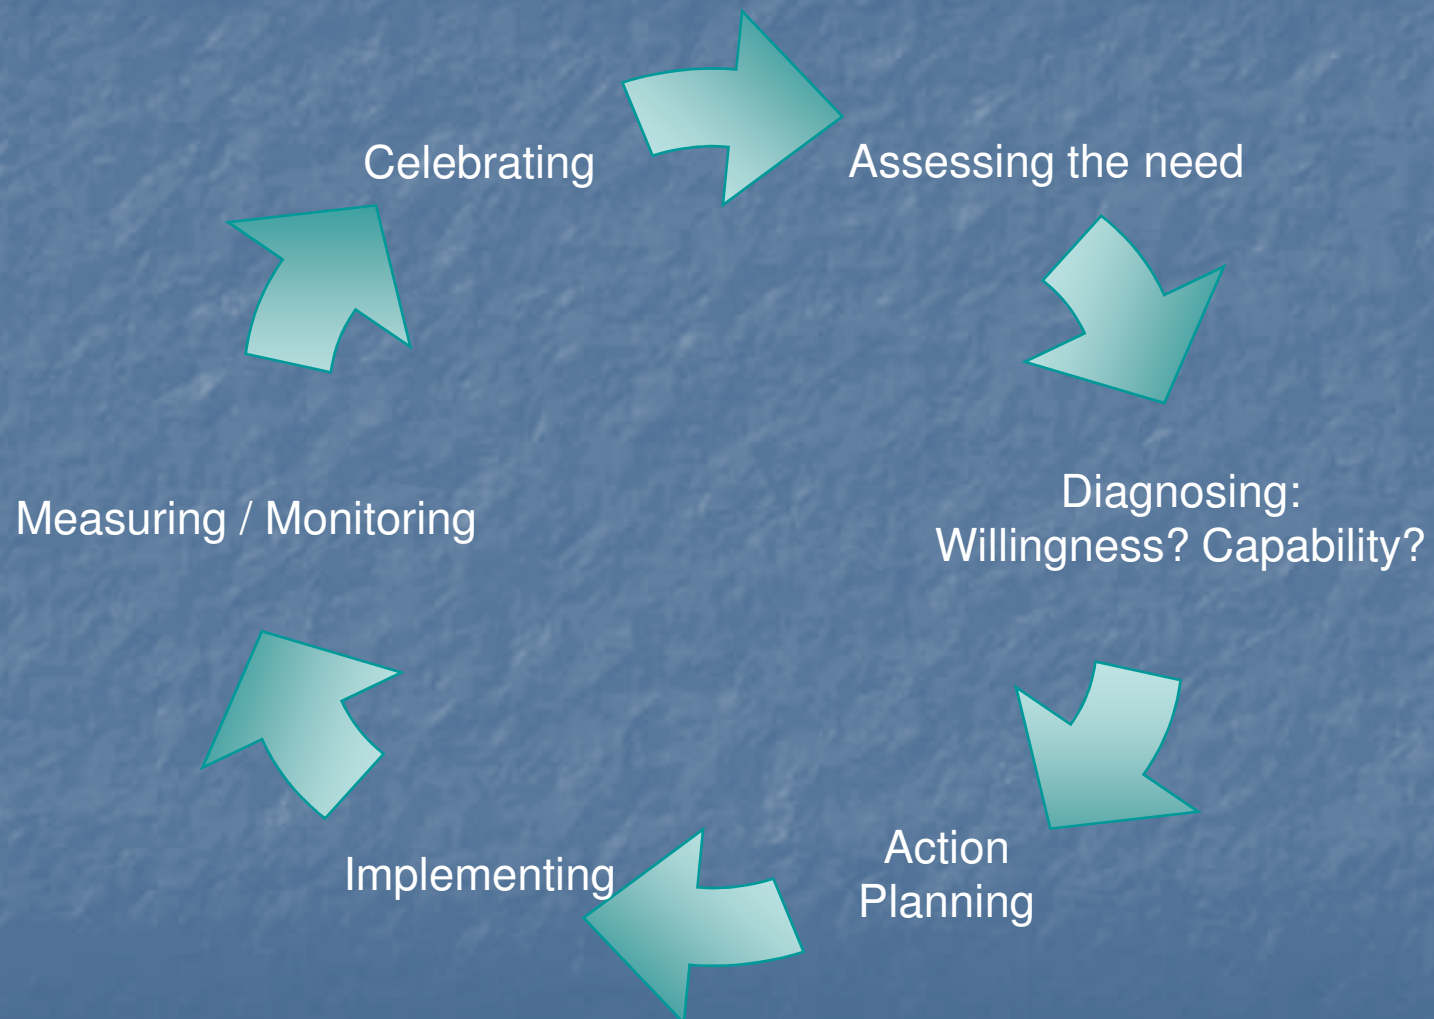 Celebrating
Assessing the need
Diagnosing:
Willingness? Capability?
Action
Planning
Implementing
Measuring / Monitoring